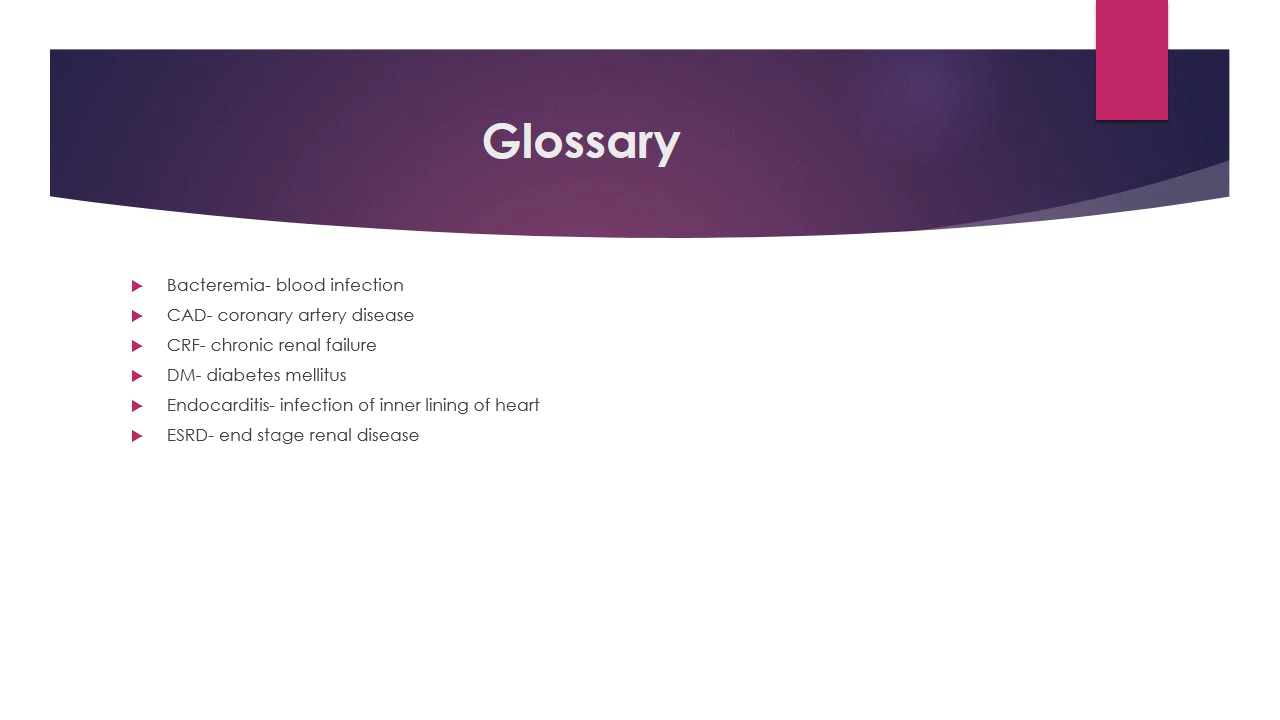 Glossary
Bacteremia- blood infection
CAD- coronary artery disease
CRF- chronic renal failure
DM- diabetes mellitus
Endocarditis- infection of inner lining of heart
ESRD- end stage renal disease